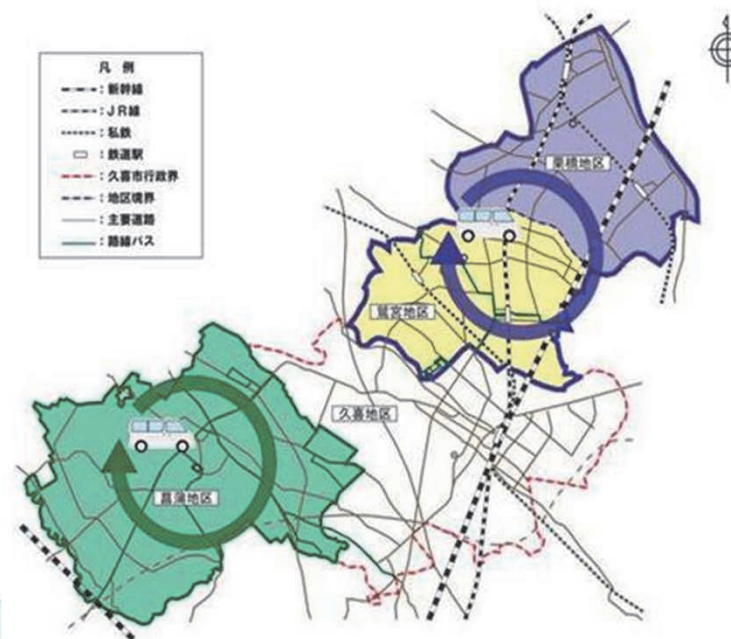 凡 例
：新幹線
：JR線
：私鉄
：鉄道駅
：久喜市行政界
：地区境界
：主要道路
：路線バス
栗橋地区
鷲宮地区
久喜地区
菖蒲地区